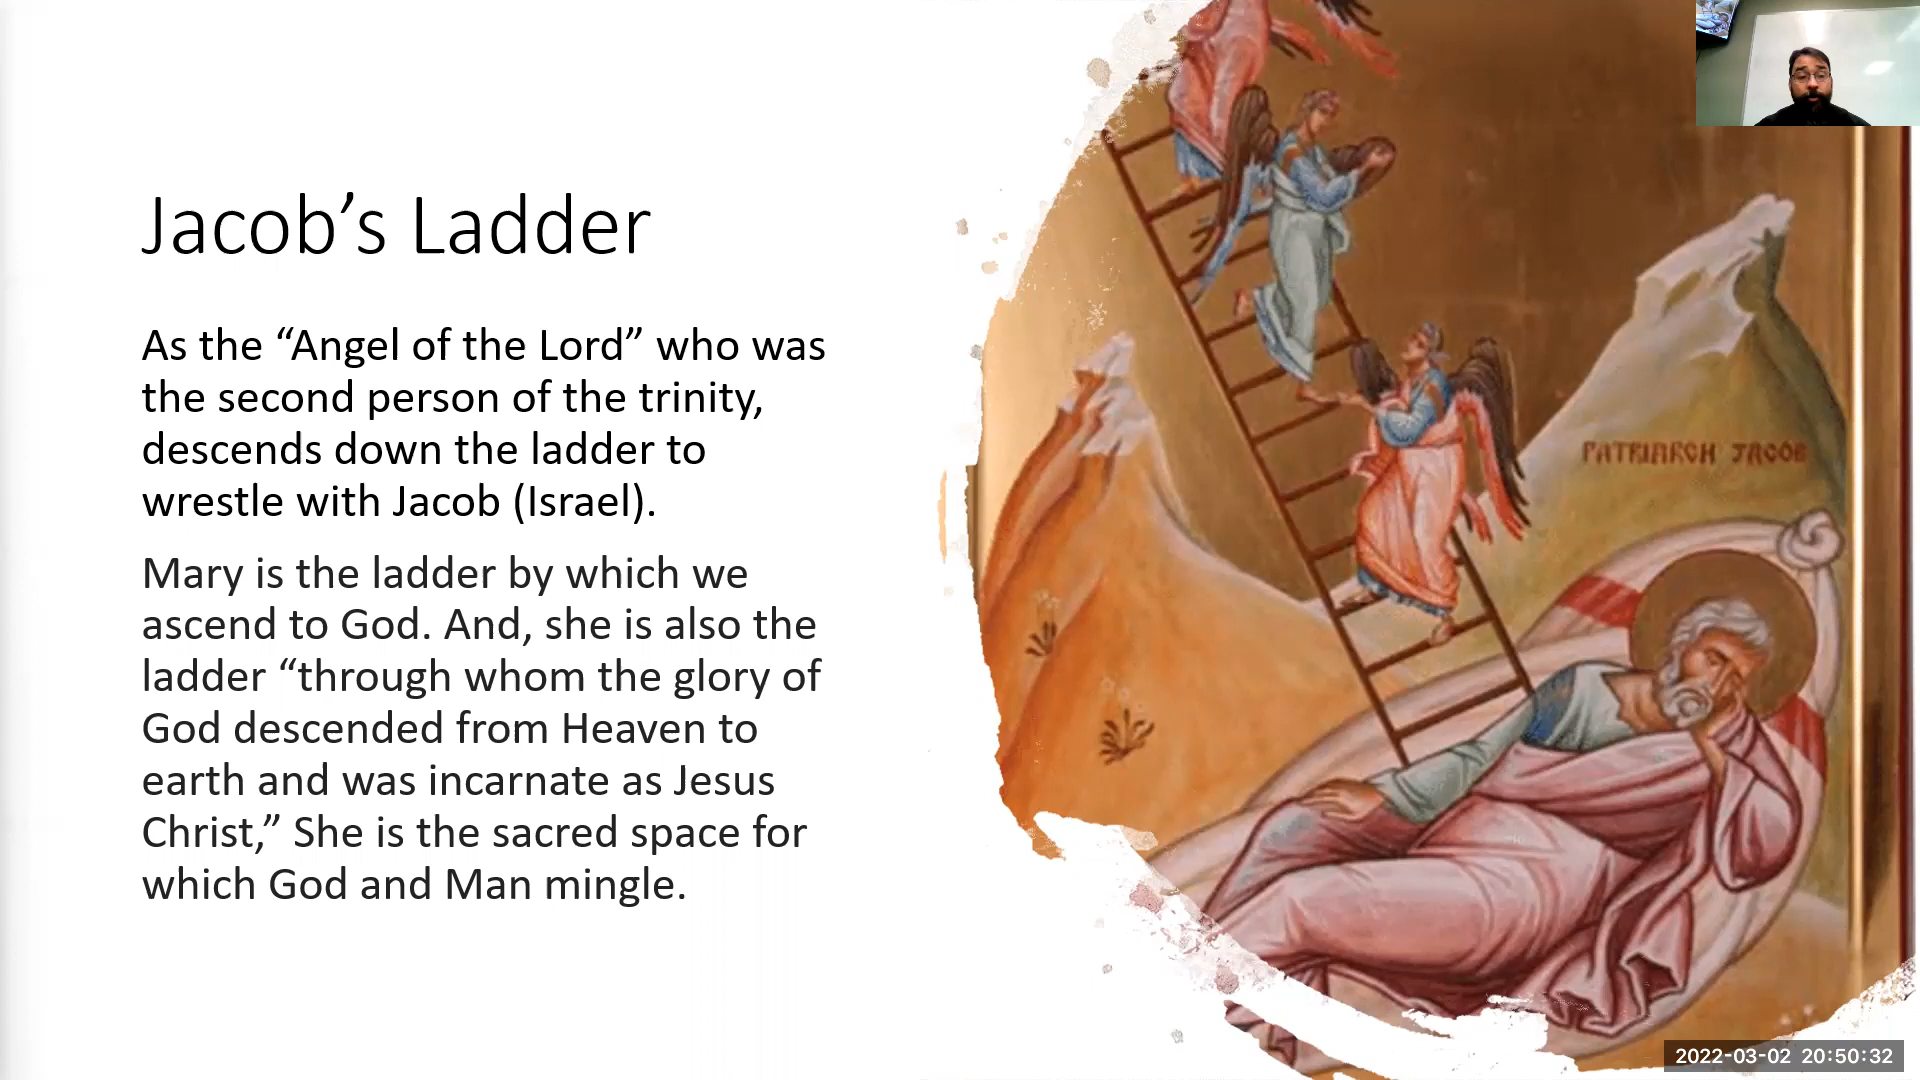 Jacob’s Ladder
As the “Angel of the Lord” who was
the second person of the trinity,
descends down the ladder to
wrestle with Jacob (Israel).
Mary is the ladder by which we
ascend to God. And, she is also the
ladder “through whom the glory of
God descended from Heaven to
earth and was incarnate as Jesus
Christ,” She is the sacred space for
which God and Man mingle.
PATRIARCH JACOB
2022-03-02 20:50:32